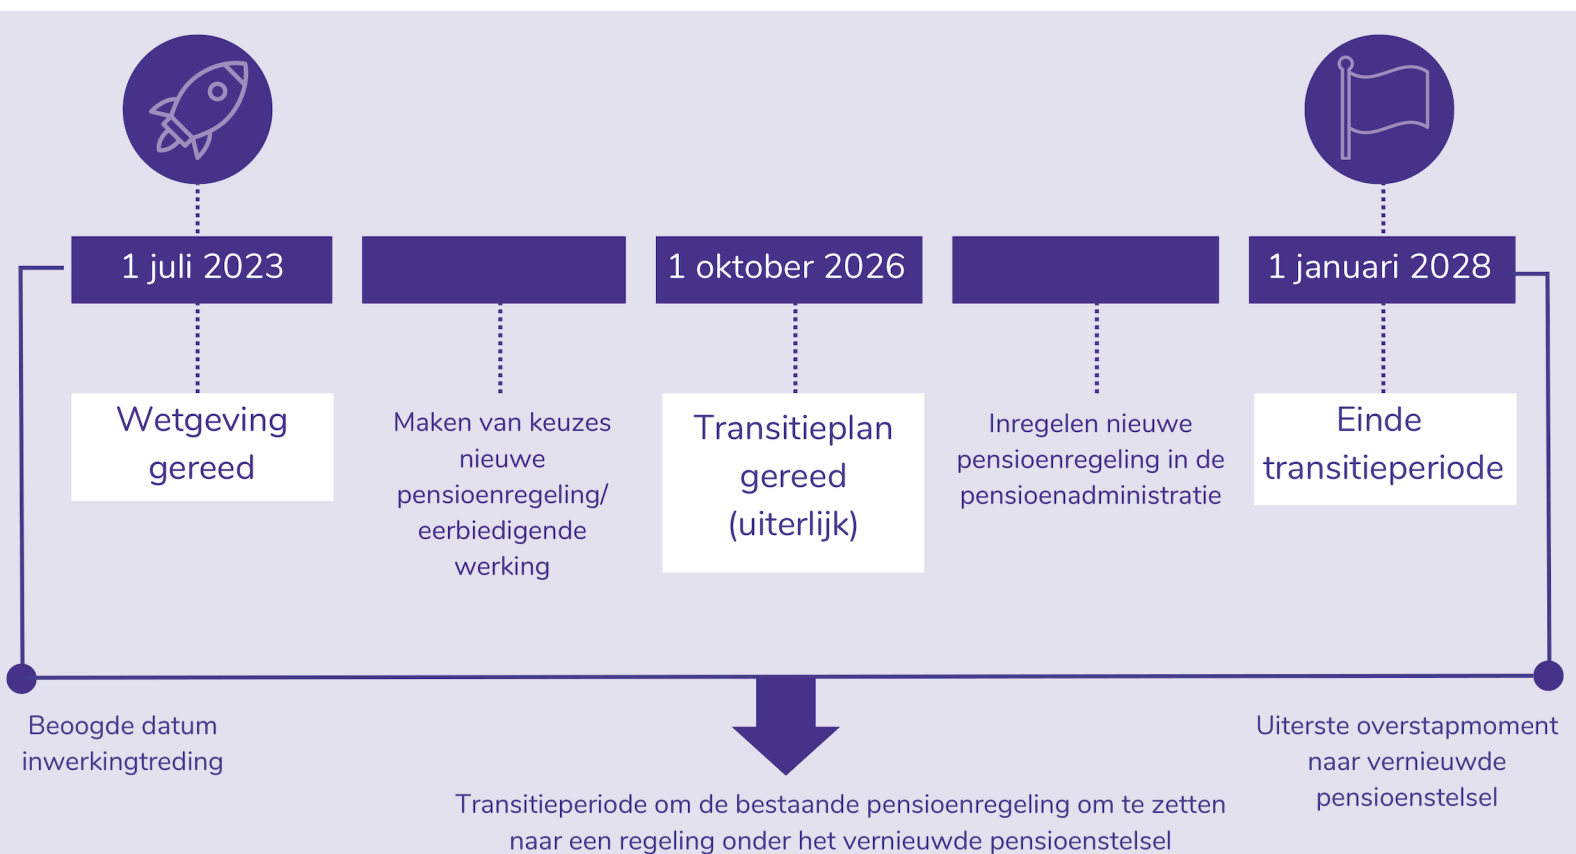 1 juli 2023
1 oktober 2026
1 januari 2028
Wetgeving
gereed
Maken van keuzes
nieuwe
pensioenregeling/
eerbiedigende
werking
Transitieplan
gereed
(uiterlijk)
Inregelen nieuwe
pensioenregeling in de
pensioenadministratie
Einde
transitieperiode
Beoogde datum
inwerkingtreding
Transitieperiode om de bestaande pensioenregeling om te zetten
naar een regeling onder het vernieuwde pensioenstelsel
Uiterste overstapmoment
naar vernieuwde
pensioenstelsel